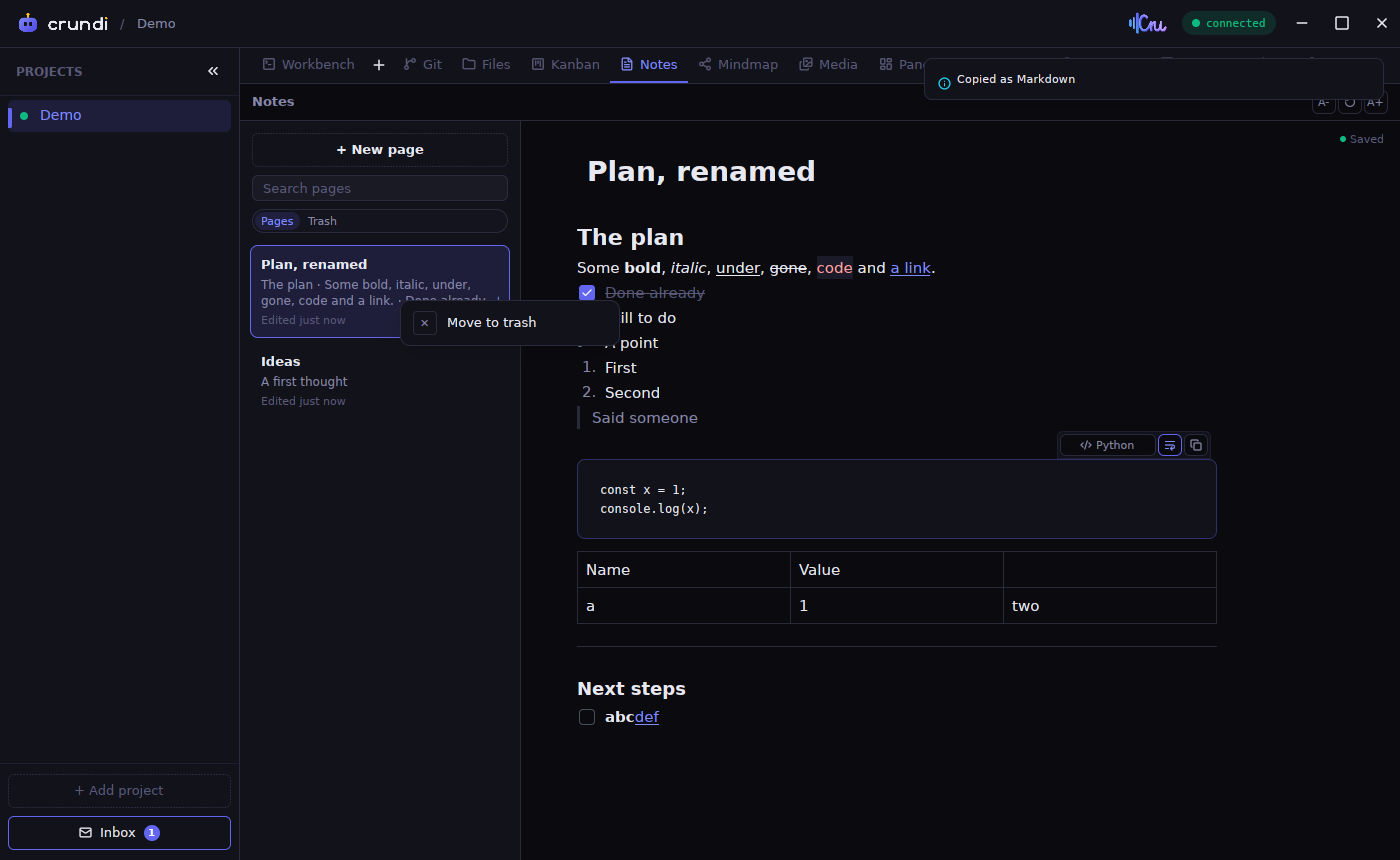 crundi / Demo
Cru
connected
PROJECTS
Demo
+ Add project
Inbox 1
Workbench
+
Git
Files
Kanban
Notes
Mindmap
Media
Copied as Markdown
Notes
A-
A+
+ New page
Search pages
Pages
Trash
Plan, renamed
The plan · Some bold, italic, under,
gone, code and a link. · Done already
Edited just now
Move to trash
Ideas
A first thought
Edited just now
Saved
Plan, renamed
The plan
Some bold, italic, under, gone, code and a link.
Done already
to do
point
1. First
2. Second
Said someone
</> Python
const x = 1;
console.log(x);
Name Value
a 1 two
Next steps
abcdef